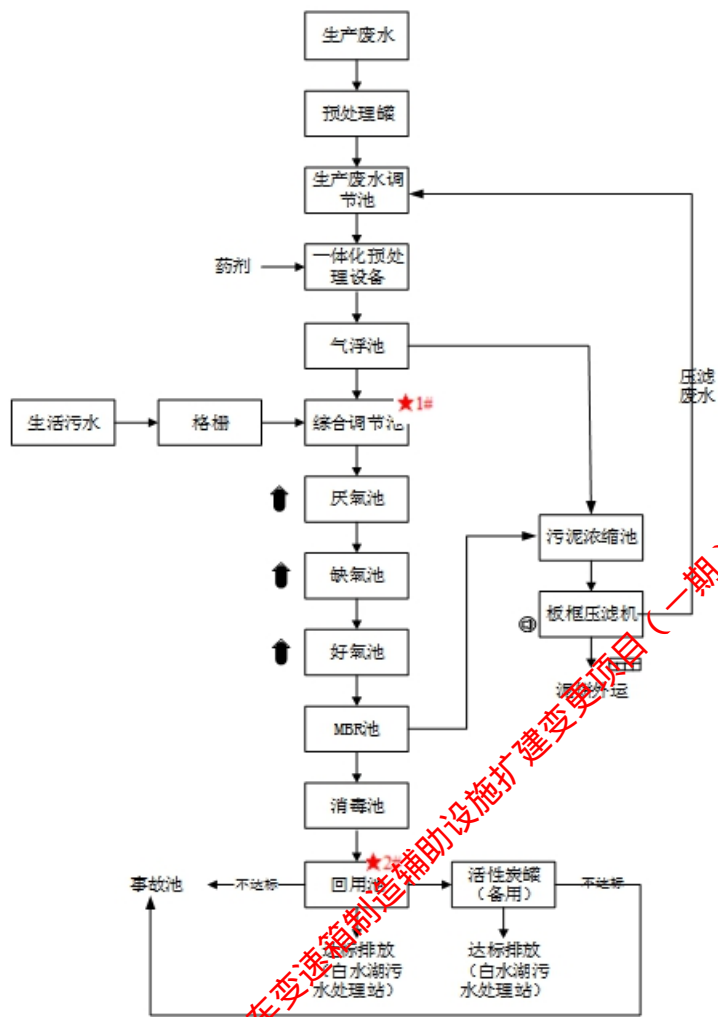 生产废水
预处理罐
生产废水调
节池
药剂
一体化预处
理设备
气浮池
压滤
废水
生活污水
格栅
综合调节池
★1#
厌氧池
污泥浓缩池
缺氧池
板框压滤机
好氧池
外运
MBR池
消毒池
★2#
事故池
不达标
回用池
活性炭罐
(备用)
不达标
达标排放
(白水湖污
水处理站)
达标排放
(白水湖污
水处理站)
车变速箱制造辅助设施扩建变更项目(一期)